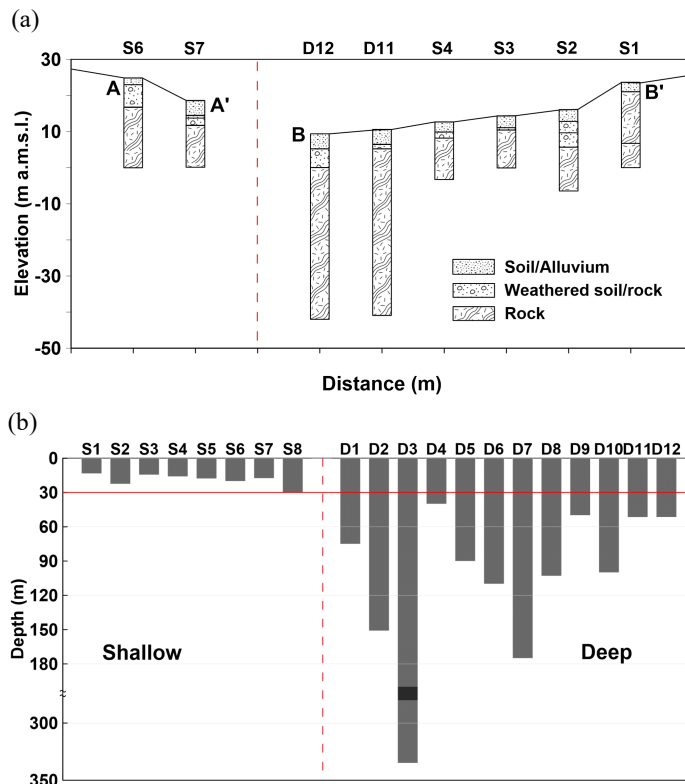 (a)
S6 S7 D12 D11 S4 S3 S2 S1
30
10
-10
-30
-50
Elevation (m a.m.s.l.)
A
A'
B
B'
Soil/Alluvium
Weathered soil/rock
Rock
Distance (m)
(b)
S1 S2 S3 S4 S5 S6 S7 S8 D1 D2 D3 D4 D5 D6 D7 D8 D9 D10 D11 D12
0
30
60
90
120
150
180
≈
300
350
Depth (m)
Shallow
Deep